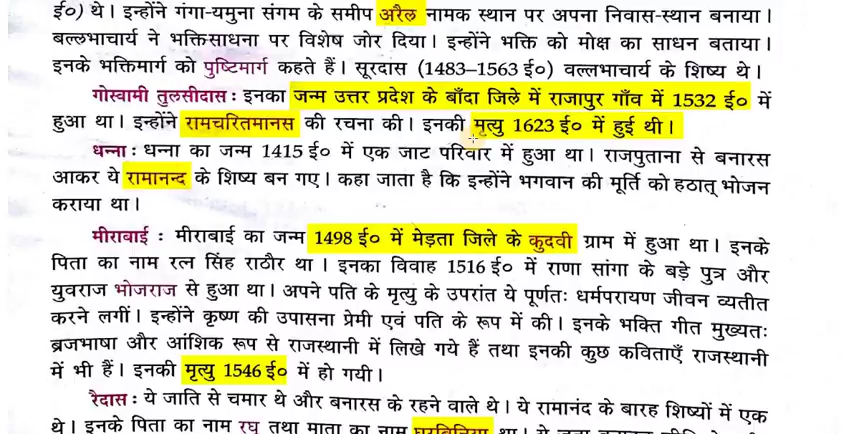 ई०) थे। इन्होंने गंगा-यमुना संगम के समीप अरैल नामक स्थान पर अपना निवास-स्थान बनाया।
बल्लभाचार्य ने भक्तिसाधना पर विशेष जोर दिया। इन्होंने भक्ति को मोक्ष का साधन बताया।
इनके भक्तिमार्ग को पुष्टिमार्ग कहते हैं। सूरदास (1483–1563 ई०) वल्लभाचार्य के शिष्य थे।
गोस्वामी तुलसीदास : इनका जन्म उत्तर प्रदेश के बाँदा जिले में राजापुर गाँव में 1532 ई० में
हुआ था। इन्होंने रामचरितमानस की रचना की। इनकी मृत्यु 1623 ई० में हुई थी।
धन्ना : धन्ना का जन्म 1415 ई० में एक जाट परिवार में हुआ था। राजपुताना से बनारस
आकर ये रामानन्द के शिष्य बन गए। कहा जाता है कि इन्होंने भगवान की मूर्ति को हठात् भोजन
कराया था।
मीराबाई : मीराबाई का जन्म 1498 ई० में मेड़ता जिले के कुदवी ग्राम में हुआ था। इनके
पिता का नाम रत्न सिंह राठौर था। इनका विवाह 1516 ई० में राणा सांगा के बड़े पुत्र और
युवराज भोजराज से हुआ था। अपने पति के मृत्यु के उपरांत ये पूर्णतः धर्मपरायण जीवन व्यतीत
करने लगीं। इन्होंने कृष्ण की उपासना प्रेमी एवं पति के रूप में की। इनके भक्ति गीत मुख्यतः
ब्रजभाषा और आंशिक रूप से राजस्थानी में लिखे गये हैं तथा इनकी कुछ कविताएँ राजस्थानी
में भी हैं। इनकी मृत्यु 1546 ई० में हो गयी।
रैदास : ये जाति से चमार थे और बनारस के रहने वाले थे। ये रामानंद के बारह शिष्यों में एक
थे। इनके पिता का नाम रघु तथा माता का नाम घुरबिनिया था।